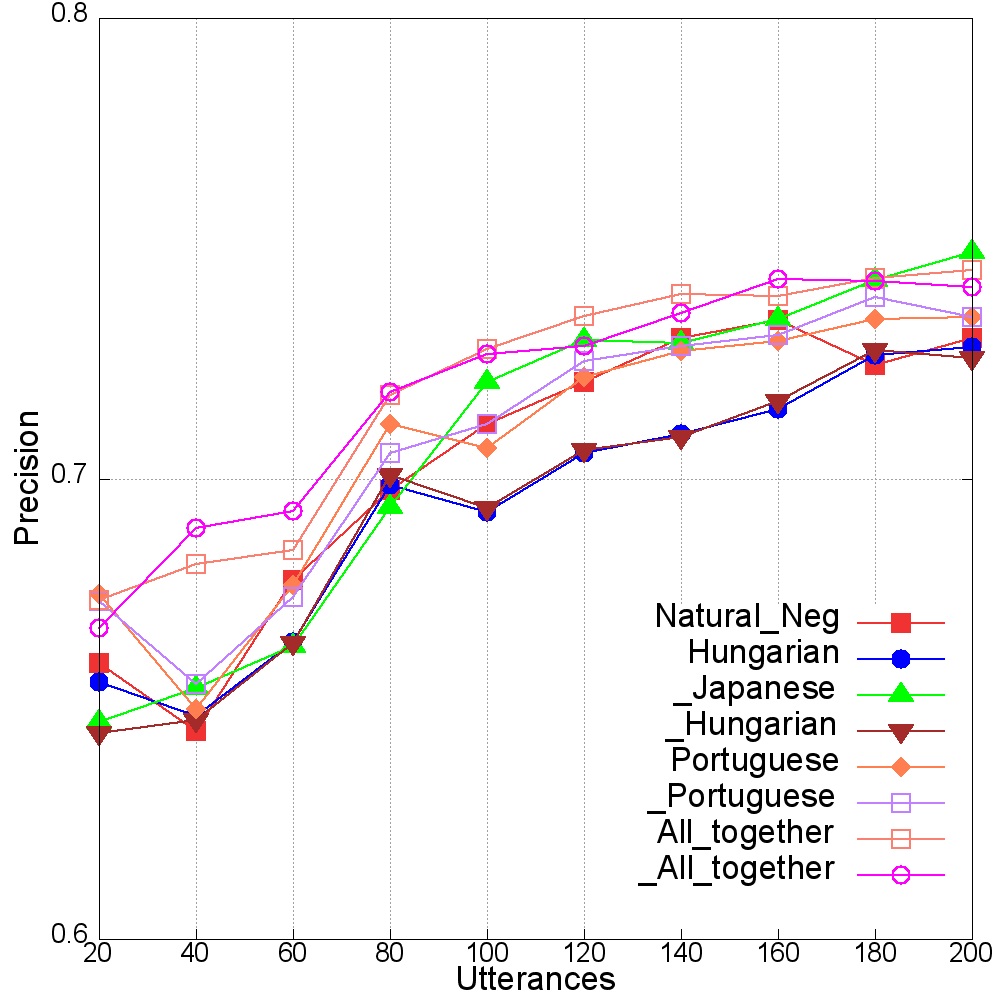 0.8
0.7
0.6
Precision
20 40 60 80 100 120 140 160 180 200
Utterances
Natural_Neg
Hungarian
_Japanese
_Hungarian
Portuguese
_Portuguese
All_together
_All_together